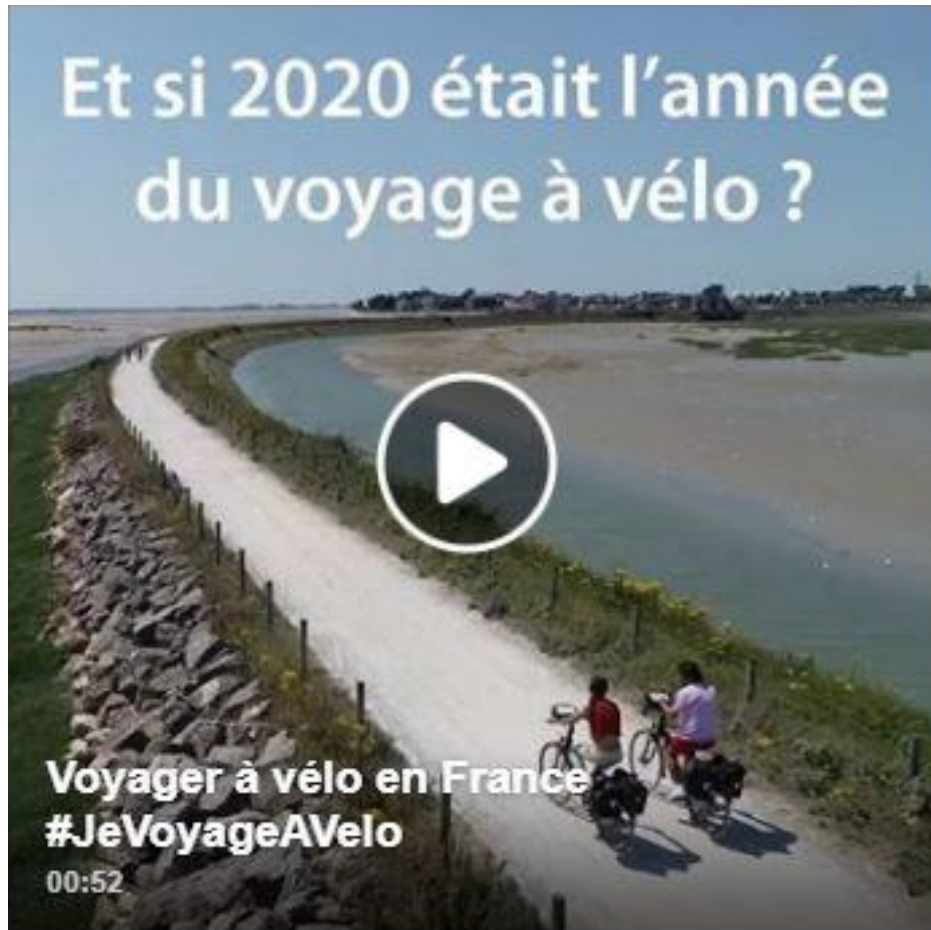 Et si 2020 était l'année
du voyage à vélo ?
Voyager à vélo en France
#JeVoyageAVelo
00:52